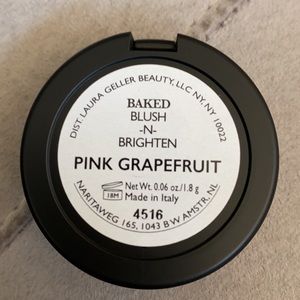 DIST. LAURA GELLER BEAUTY, LLC NY, NY 10022
BAKED
BLUSH
-N-
BRIGHTEN
PINK GRAPEFRUIT
18M
Net Wt. 0.06 oz/1.8 g
Made in Italy
4516
NARITAWEG 165, 1043 BW AMSTR, NL